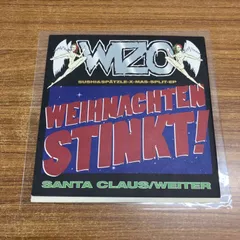 WIZO
SUSHI&SPÄTZLE-X-MAS-SPLIT-EP
WEIHNACHTEN
STINKT!
SANTA CLAUS/WEITER